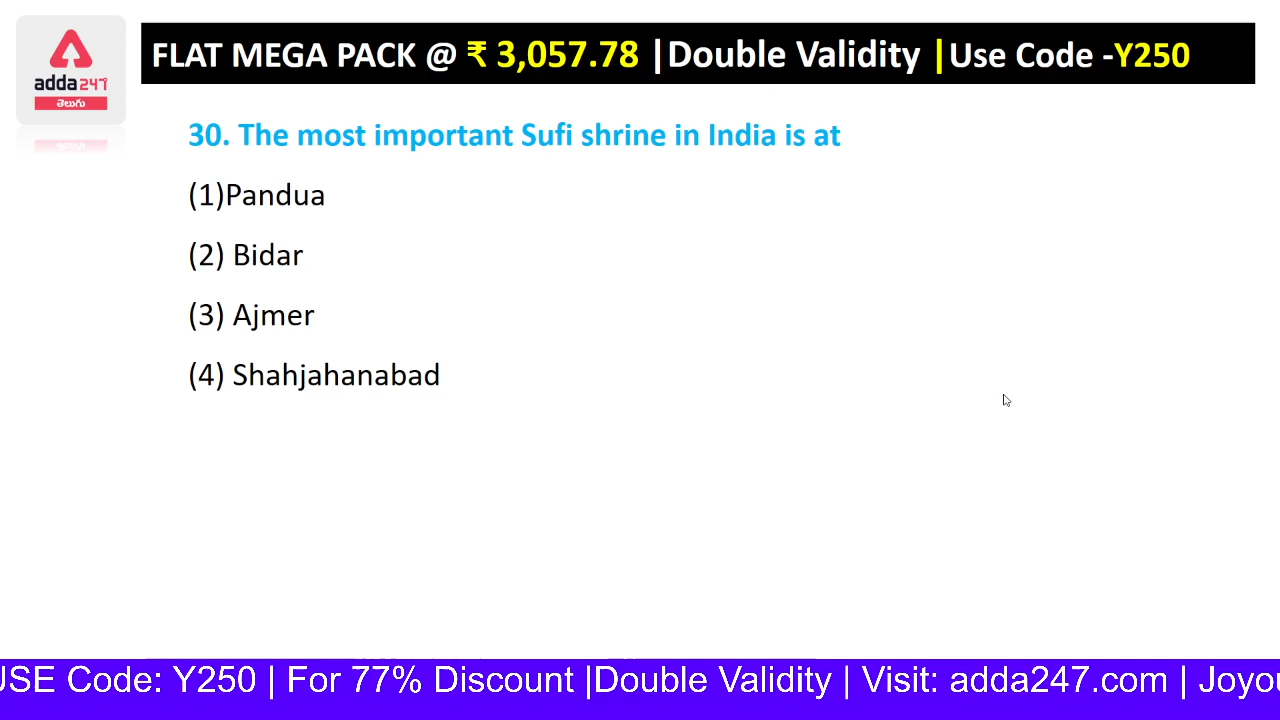 adda247
తెలుగు
FLAT MEGA PACK @ ₹ 3,057.78 |Double Validity |Use Code -Y250
30. The most important Sufi shrine in India is at
(1)Pandua
(2) Bidar
(3) Ajmer
(4) Shahjahanabad
USE Code: Y250 | For 77% Discount |Double Validity | Visit: adda247.com | Joyou